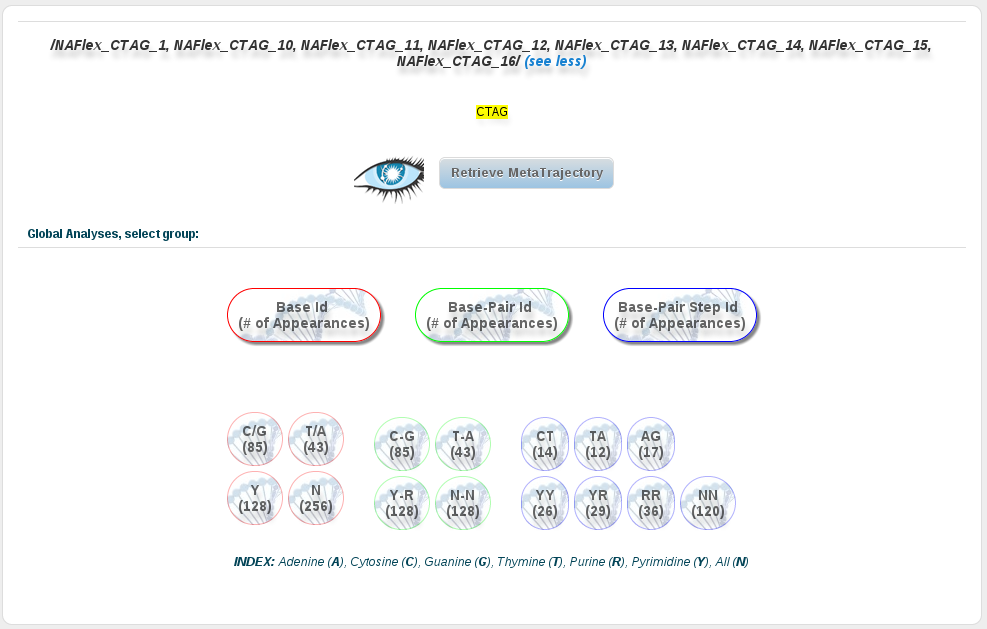 /NAFlex_CTAG_1, NAFlex_CTAG_10, NAFlex_CTAG_11, NAFlex_CTAG_12, NAFlex_CTAG_13, NAFlex_CTAG_14, NAFlex_CTAG_15,
NAFlex_CTAG_16/ (see less)
CTAG
Retrieve MetaTrajectory
Global Analyses, select group:
Base Id
(# of Appearances)
Base-Pair Id
(# of Appearances)
Base-Pair Step Id
(# of Appearances)
C/G
(85)
T/A
(43)
Y
(128)
N
(256)
C-G
(85)
T-A
(43)
Y-R
(128)
N-N
(128)
CT
(14)
TA
(12)
AG
(17)
YY
(26)
YR
(29)
RR
(36)
NN
(120)
INDEX: Adenine (A), Cytosine (C), Guanine (G), Thymine (T), Purine (R), Pyrimidine (Y), All (N)